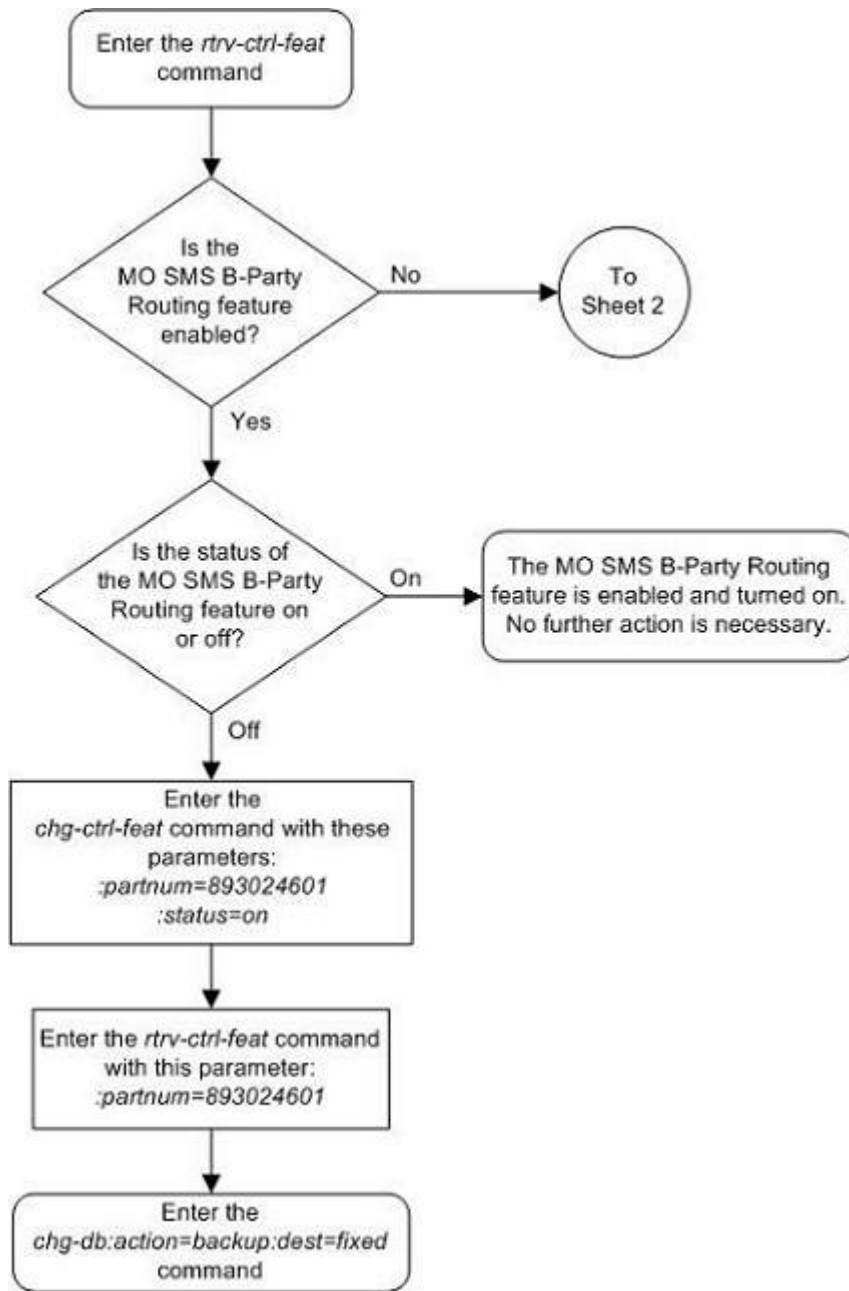 Enter the rtrv-ctrl-feat
command
Is the
MO SMS B-Party
Routing feature
enabled?
No
To
Sheet 2
Yes
Is the status of
the MO SMS B-Party
Routing feature on
or off?
On
The MO SMS B-Party Routing
feature is enabled and turned on.
No further action is necessary.
Off
Enter the
chg-ctrl-feat command with these
parameters:
:partnum=893024601
:status=on
Enter the rtrv-ctrl-feat command
with this parameter:
:partnum=893024601
Enter the
chg-db:action=backup:dest=fixed
command